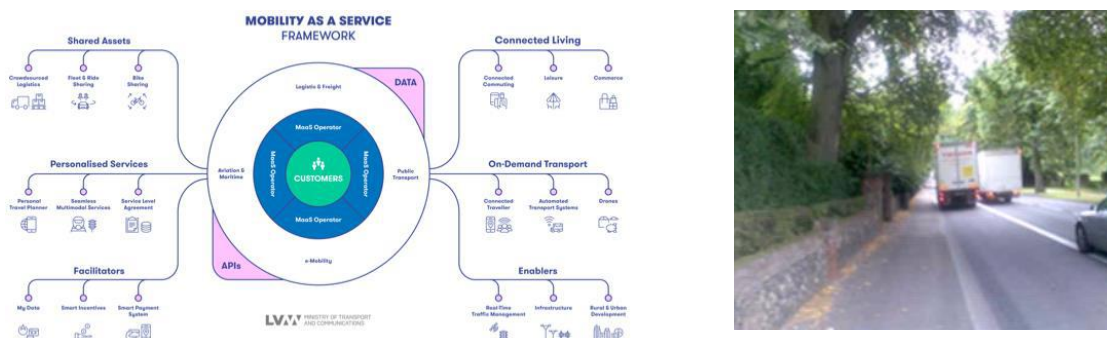 MOBILITY AS A SERVICE
FRAMEWORK
Shared Assets
Crowdsourced
Logistics
Fleet & Ride
Sharing
Bike
Sharing
Personalised Services
Personal
Travel Planner
Seamless
Multimodal Services
Service Level
Agreement
Facilitators
My Data
Smart Incentives
Smart Payment
System
DATA
Logistic & Freight
MaaS Operator
Aviation &
Maritime
MaaS Operator
CUSTOMERS
MaaS Operator
Public
Transport
MaaS Operator
APIs
e-Mobility
LVM MINISTRY OF TRANSPORT
AND COMMUNICATIONS
Connected Living
Connected
Commuting
Leisure
Commerce
On-Demand Transport
Connected
Traveller
Automated
Transport Systems
Drones
Enablers
Real-Time
Traffic Management
Infrastructure
Rural & Urban
Development